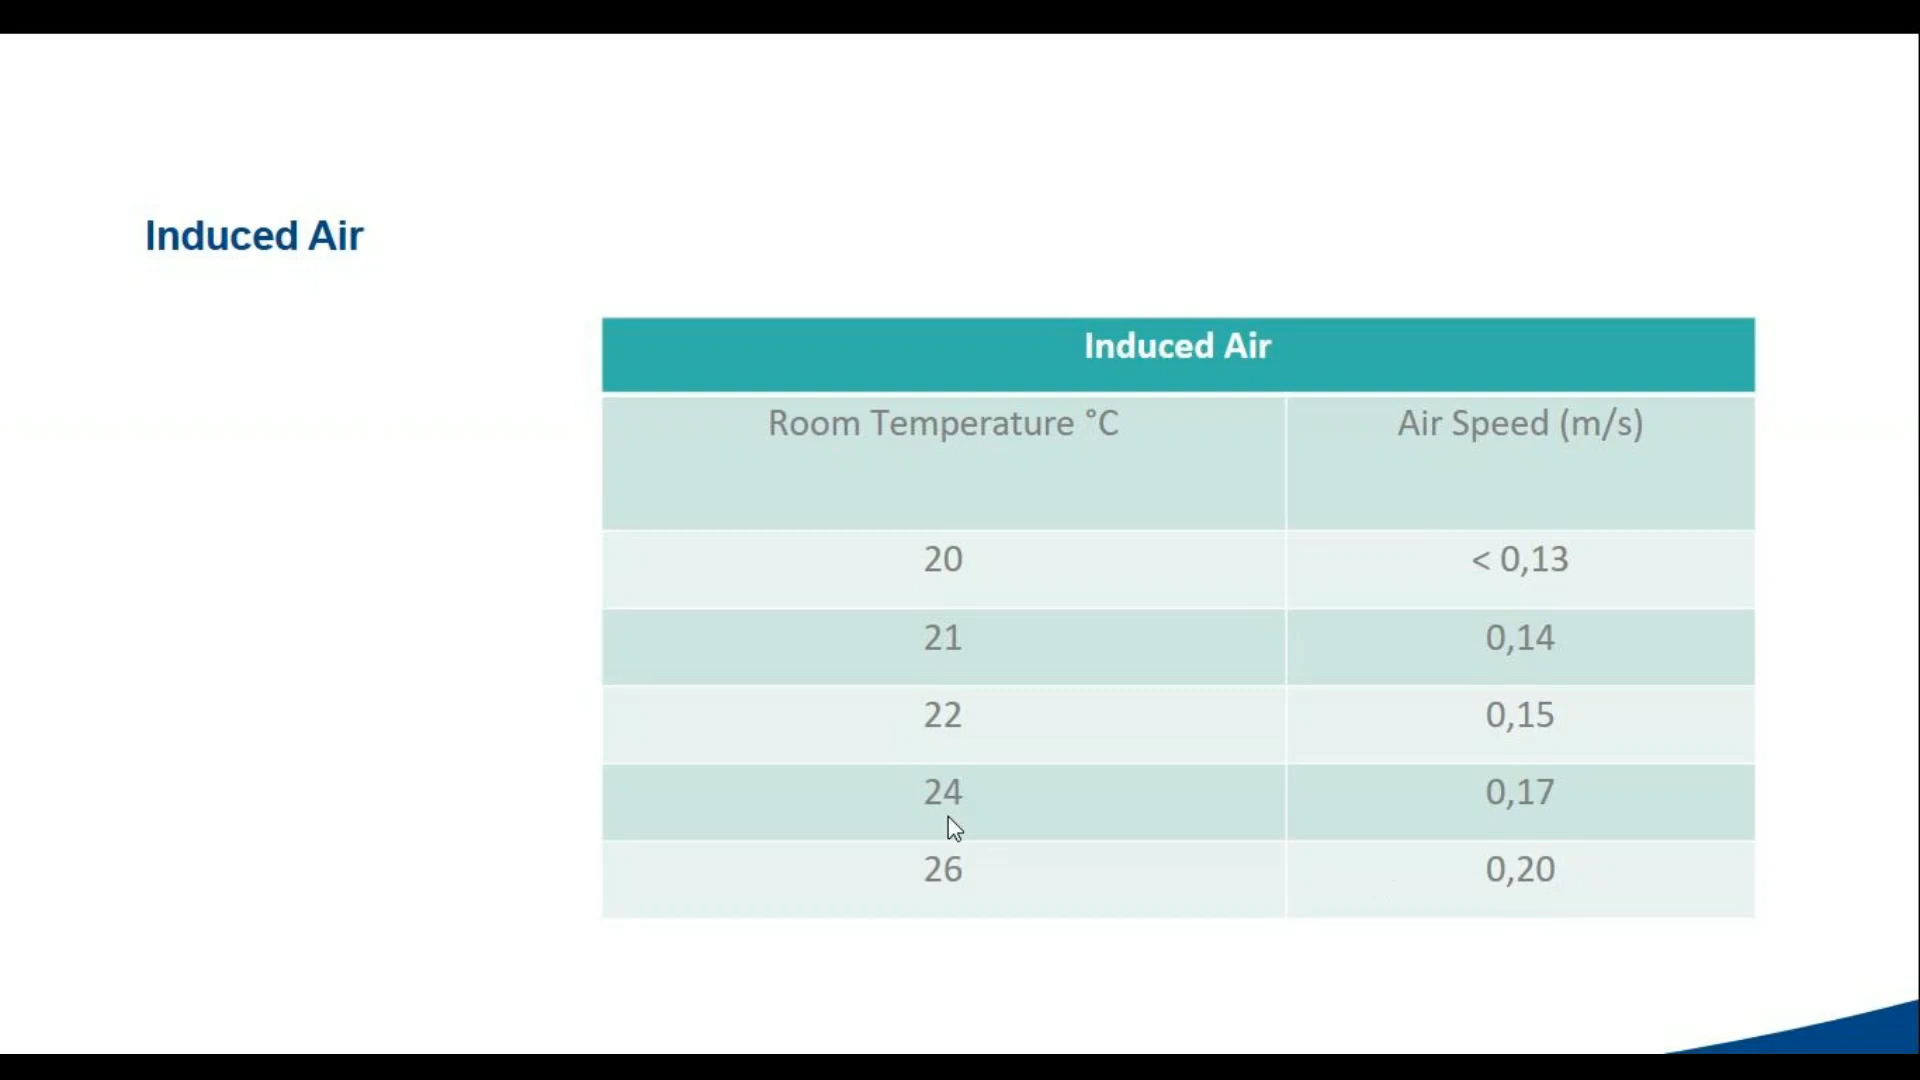 Induced Air
Induced Air
Room Temperature °C Air Speed (m/s)
20 < 0,13
21 0,14
22 0,15
24 0,17
26 0,20